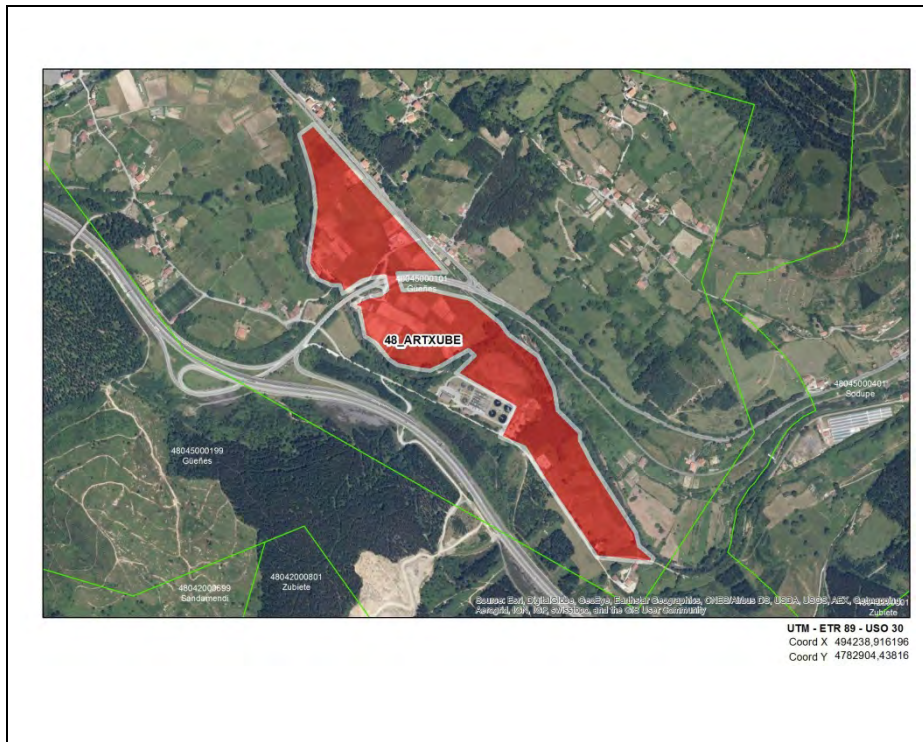 48045000101
Güeñes
48_ARTXUBE
48045000401
Sodupe
48045000199
Güeñes
48042000801
Zubiete
48042000699
Sandamendi
Source: Esri, DigitalGlobe, GeoEye, Earthstar Geographics, CNES/Airbus DS, USDA, USGS, AEX, Getmapping,
Aerogrid, IGN, IGP, swisstopo, and the GIS User Community
Zubiete
UTM - ETR 89 - USO 30
Coord X 494238,916196
Coord Y 4782904,43816